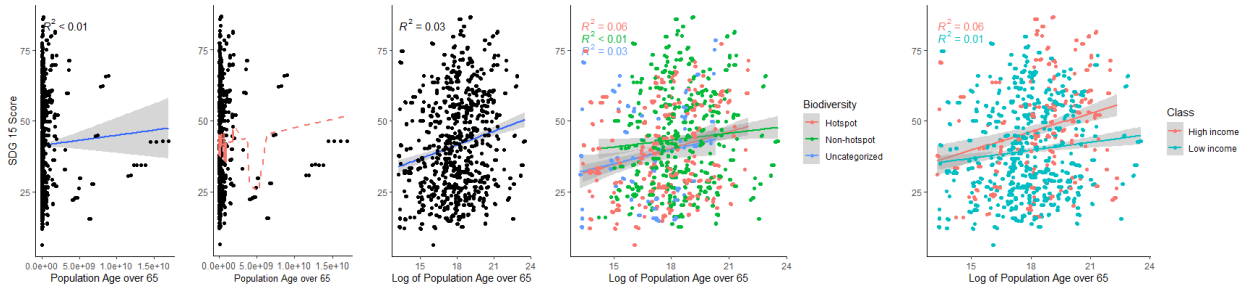 SDG 15 Score
75
50
25
R² < 0.01
0.0e+00 5.0e+09 1.0e+10 1.5e+10
Population Age over 65
75
50
25
0.0e+00 5.0e+09 1.0e+10 1.5e+10
Population Age over 65
75
50
25
R² = 0.03
15 18 21 24
Log of Population Age over 65
75
50
25
R² = 0.06
R² < 0.01
R² = 0.03
15 18 21 24
Log of Population Age over 65
Biodiversity
Hotspot
Non-hotspot
Uncategorized
75
50
25
R² = 0.06
R² = 0.01
15 18 21 24
Log of Population Age over 65
Class
High income
Low income